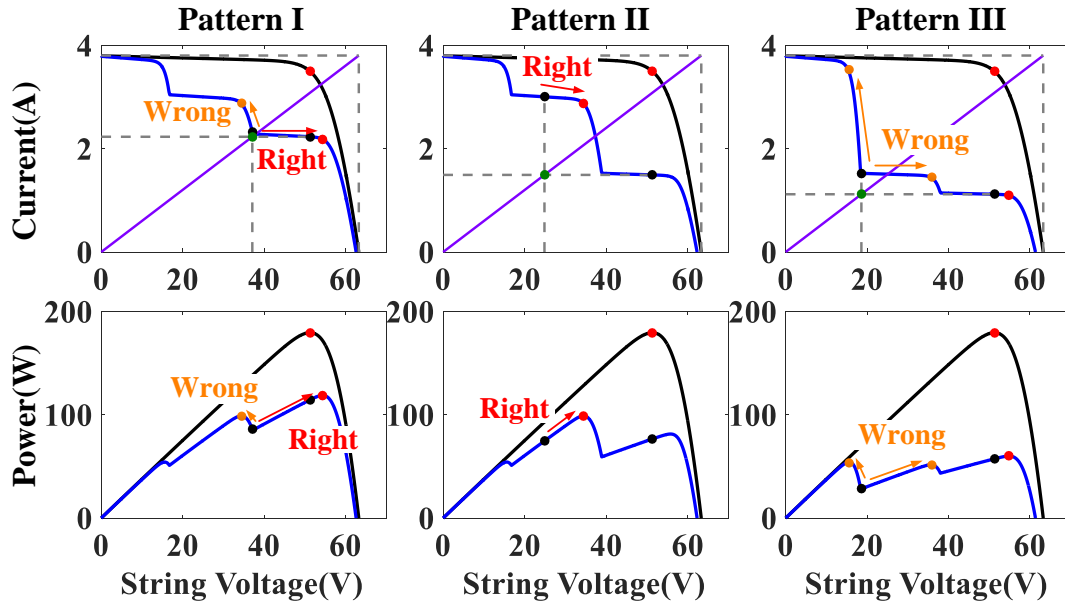 Pattern I
Pattern II
Pattern III
Current(A)
4
2
0
Wrong
Right
0 20 40 60
4
2
0
Right
0 20 40 60
4
2
0
Wrong
0 20 40 60
Power(W)
200
100
0
Wrong
Right
0 20 40 60
String Voltage(V)
200
100
0
Right
0 20 40 60
String Voltage(V)
200
100
0
Wrong
0 20 40 60
String Voltage(V)